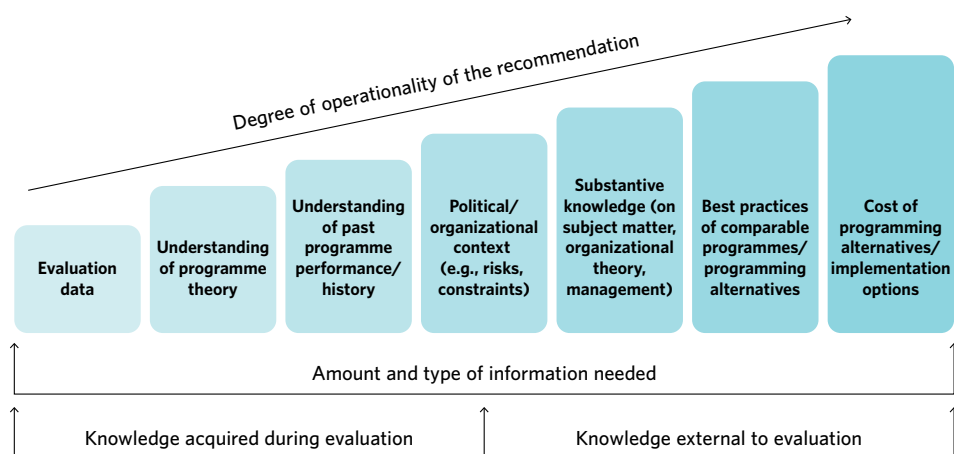 Degree of operationality of the recommendation
Evaluation
data
Understanding
of programme
theory
Understanding
of past
programme
performance/
history
Political/
organizational
context
(e.g., risks,
constraints)
Substantive
knowledge (on
subject matter,
organizational
theory,
management)
Best practices
of comparable
programmes/
programming
alternatives
Cost of
programming
alternatives/
implementation
options
Amount and type of information needed
Knowledge acquired during evaluation
Knowledge external to evaluation